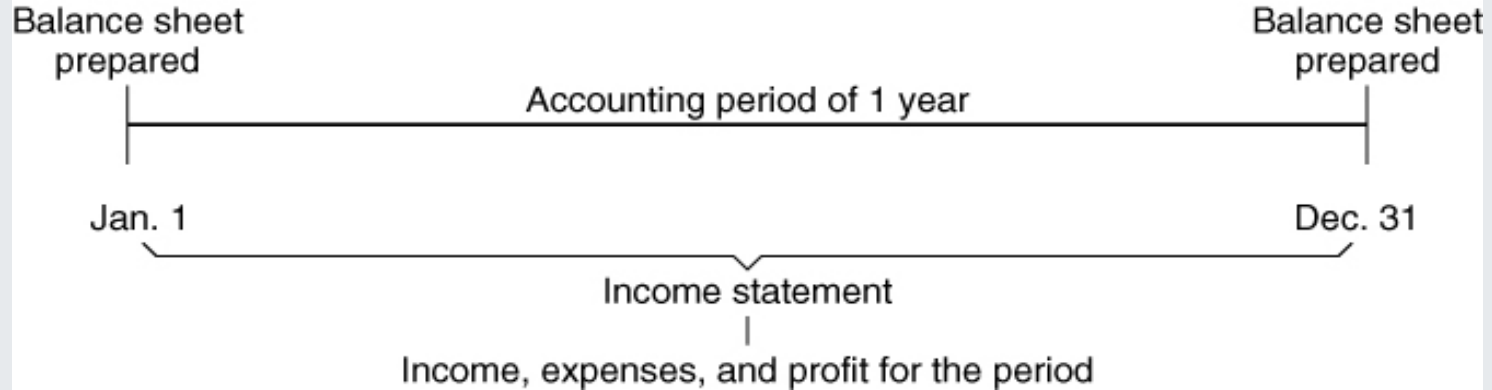 Balance sheet
prepared
Balance sheet
prepared
Accounting period of 1 year
Jan. 1
Dec. 31
Income statement
Income, expenses, and profit for the period